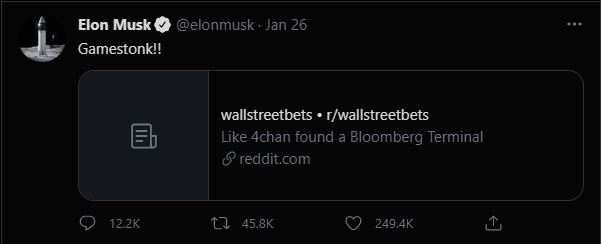 Elon Musk @elonmusk · Jan 26
Gamestonk!!
wallstreetbets • r/wallstreetbets
Like 4chan found a Bloomberg Terminal
reddit.com
12.2K 45.8K 249.4K